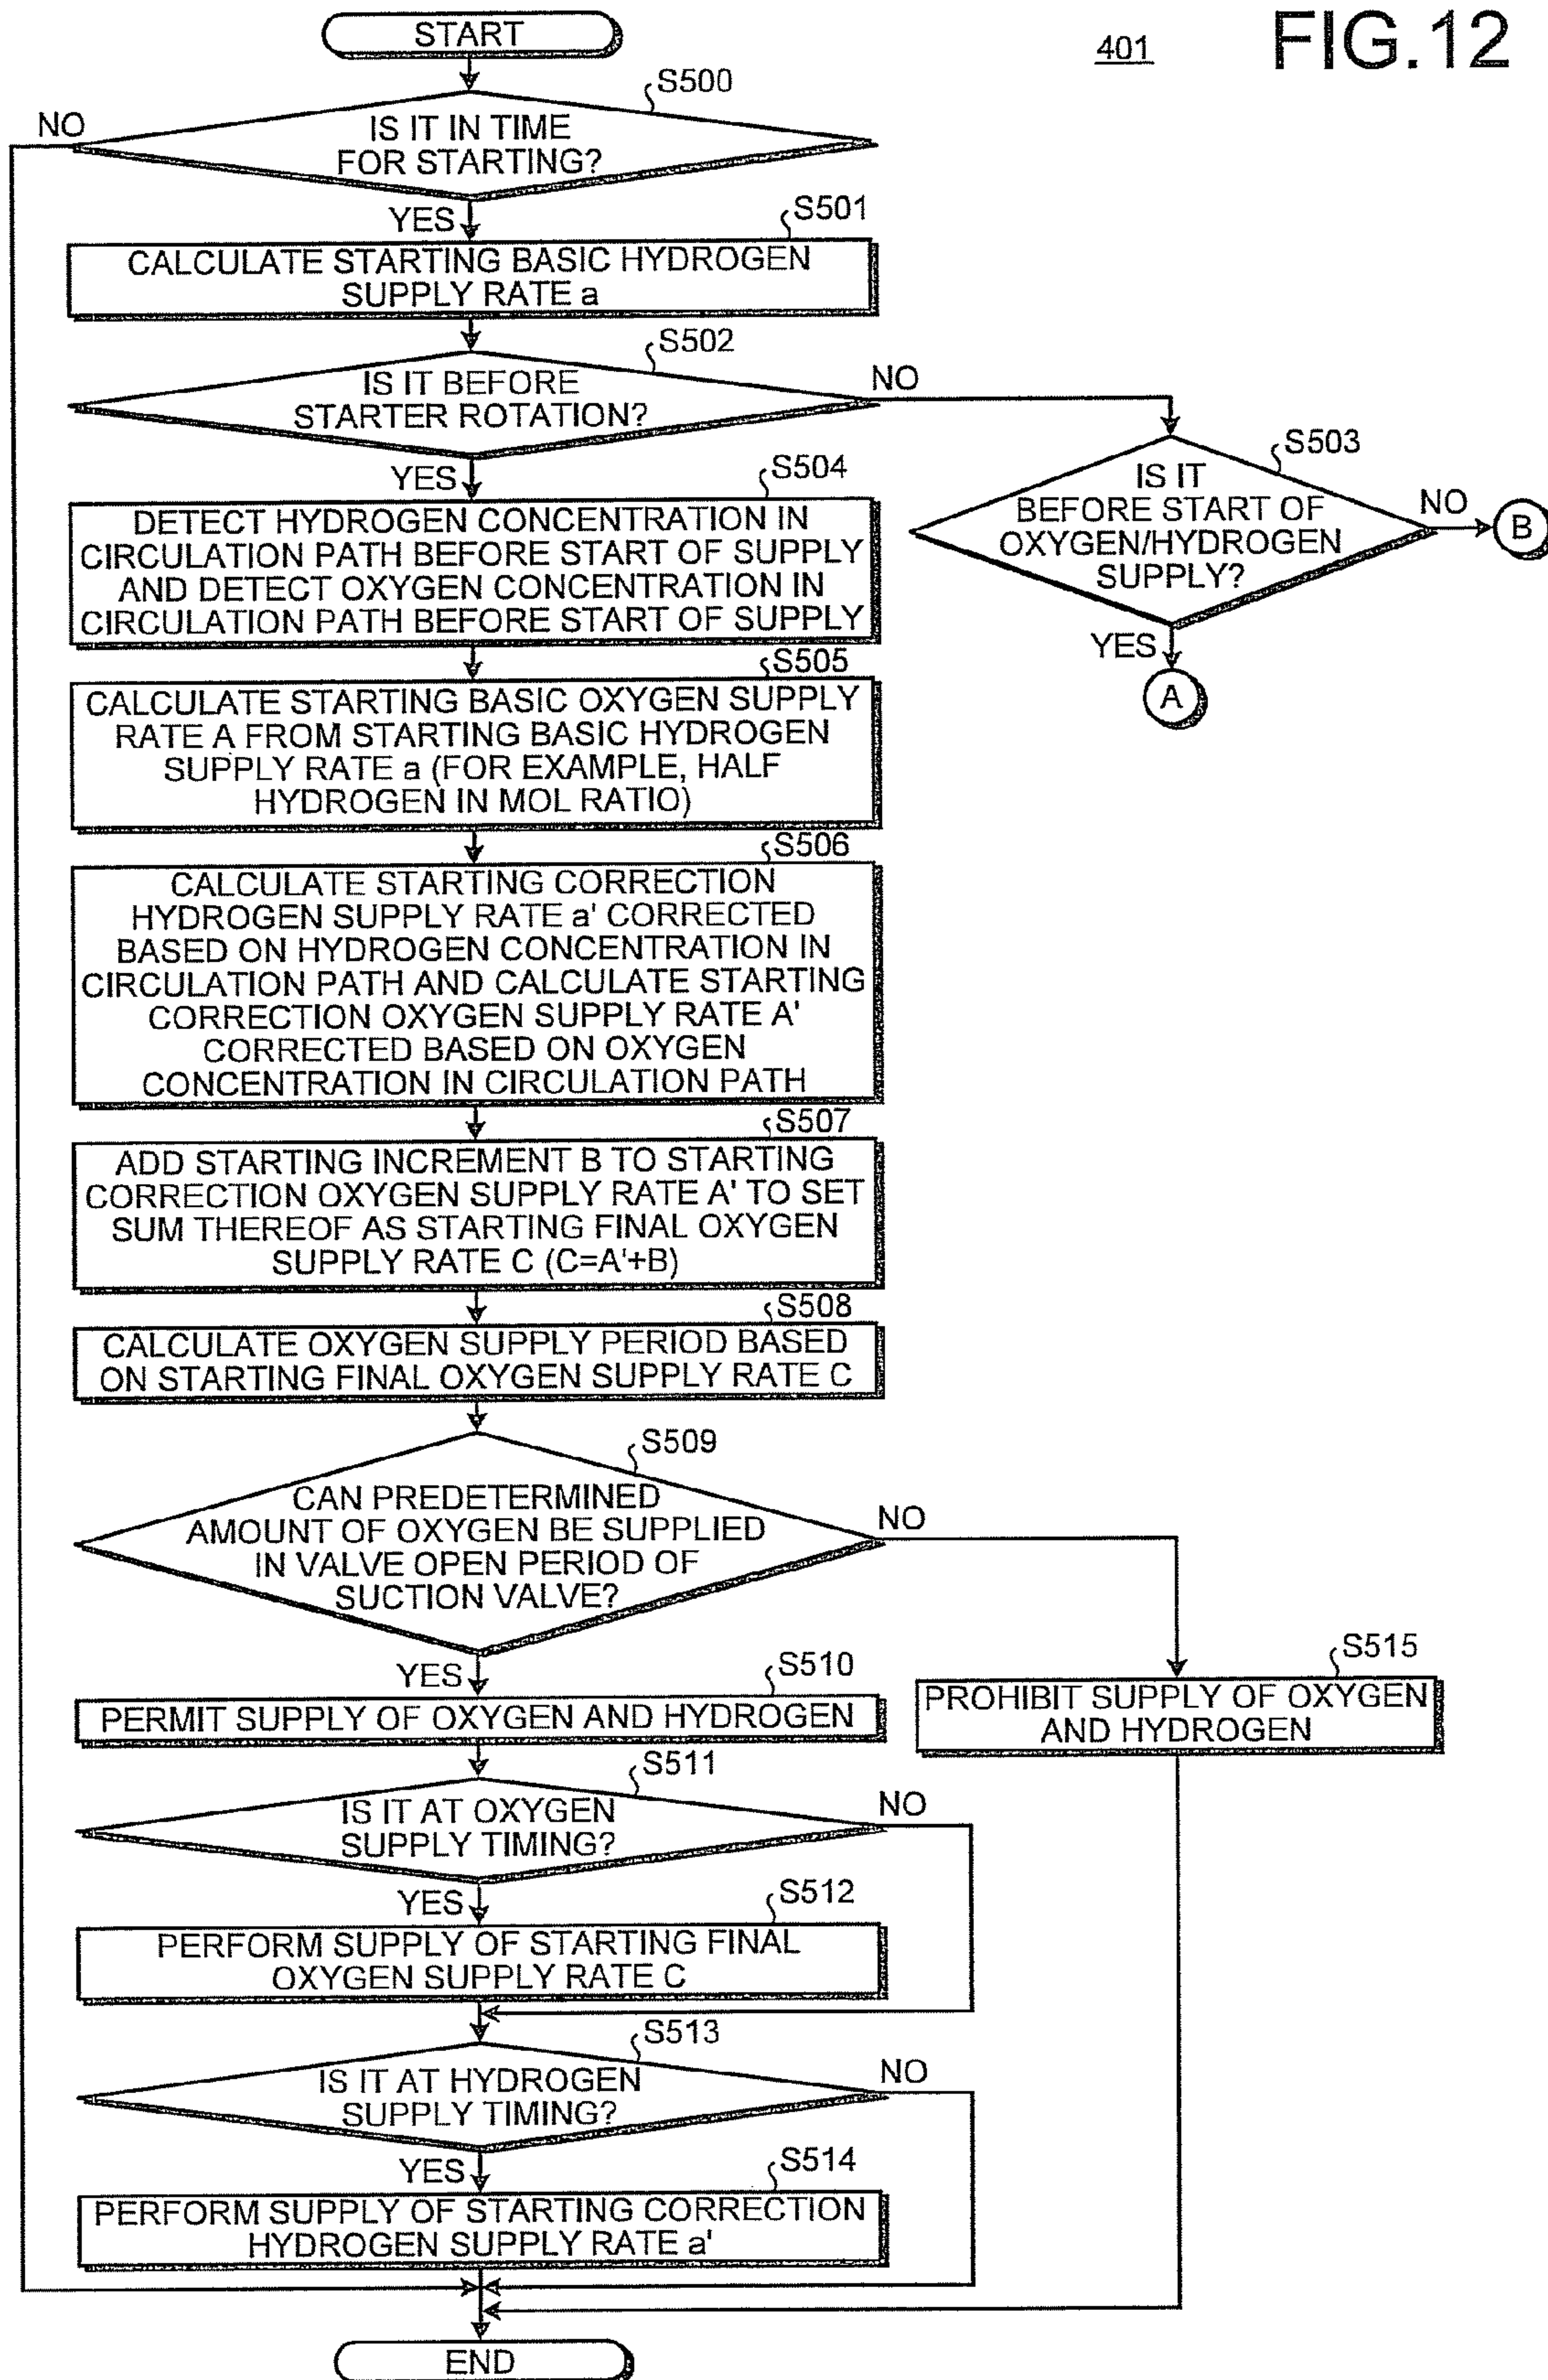 START
401
FIG.12
S500
NO
IS IT IN TIME
FOR STARTING?
YES
S501
CALCULATE STARTING BASIC HYDROGEN
SUPPLY RATE a
S502
IS IT BEFORE
STARTER ROTATION?
NO
YES
S503
IS IT
BEFORE START OF
OXYGEN/HYDROGEN
SUPPLY?
NO
B
YES
A
S504
DETECT HYDROGEN CONCENTRATION IN
CIRCULATION PATH BEFORE START OF SUPPLY
AND DETECT OXYGEN CONCENTRATION IN
CIRCULATION PATH BEFORE START OF SUPPLY
S505
CALCULATE STARTING BASIC OXYGEN SUPPLY
RATE A FROM STARTING BASIC HYDROGEN
SUPPLY RATE a (FOR EXAMPLE, HALF
HYDROGEN IN MOL RATIO)
S506
CALCULATE STARTING CORRECTION
HYDROGEN SUPPLY RATE a' CORRECTED
BASED ON HYDROGEN CONCENTRATION IN
CIRCULATION PATH AND CALCULATE STARTING
CORRECTION OXYGEN SUPPLY RATE A'
CORRECTED BASED ON OXYGEN
CONCENTRATION IN CIRCULATION PATH
S507
ADD STARTING INCREMENT B TO STARTING
CORRECTION OXYGEN SUPPLY RATE A' TO SET
SUM THEREOF AS STARTING FINAL OXYGEN
SUPPLY RATE C (C=A'+B)
S508
CALCULATE OXYGEN SUPPLY PERIOD BASED
ON STARTING FINAL OXYGEN SUPPLY RATE C
S509
CAN PREDETERMINED
AMOUNT OF OXYGEN BE SUPPLIED
IN VALVE OPEN PERIOD OF
SUCTION VALVE?
NO
YES
S510
PERMIT SUPPLY OF OXYGEN AND HYDROGEN
S515
PROHIBIT SUPPLY OF OXYGEN
AND HYDROGEN
S511
IS IT AT OXYGEN
SUPPLY TIMING?
NO
YES
S512
PERFORM SUPPLY OF STARTING FINAL
OXYGEN SUPPLY RATE C
S513
IS IT AT HYDROGEN
SUPPLY TIMING?
NO
YES
S514
PERFORM SUPPLY OF STARTING CORRECTION
HYDROGEN SUPPLY RATE a'
END